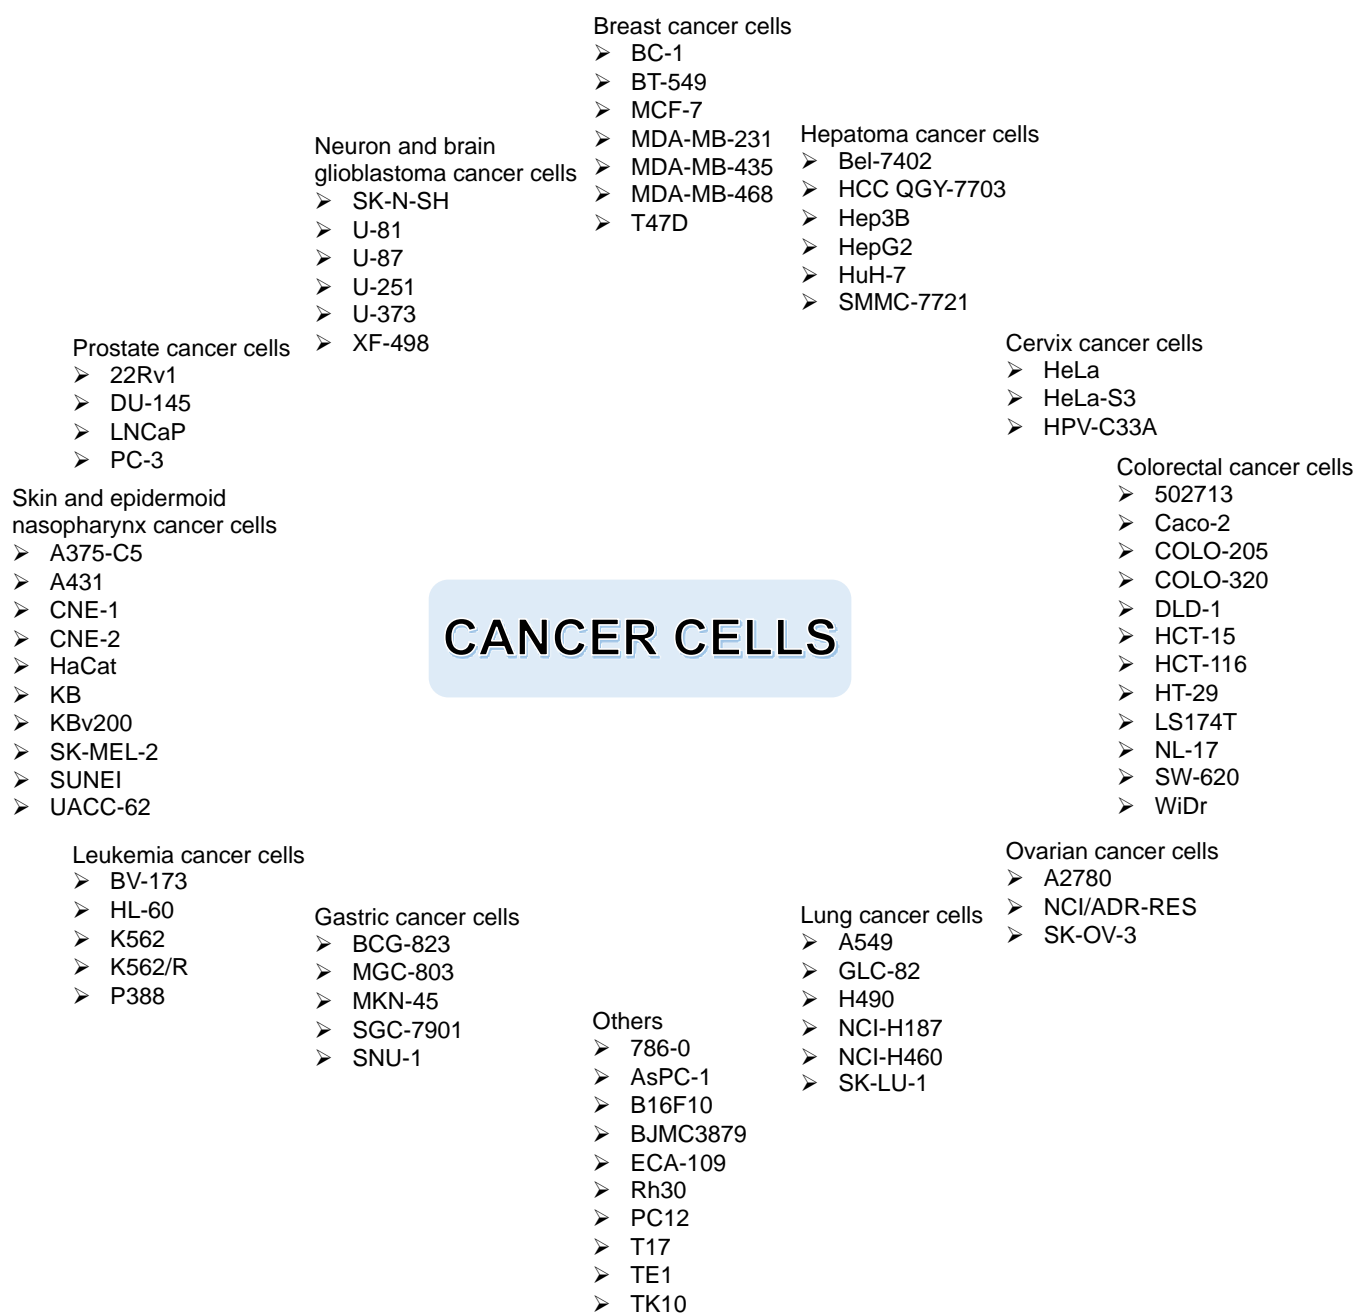 Breast cancer cells
➢ BC-1
➢ BT-549
➢ MCF-7
➢ MDA-MB-231
➢ MDA-MB-435
➢ MDA-MB-468
➢ T47D
Hepatoma cancer cells
➢ Bel-7402
➢ HCC QGY-7703
➢ Hep3B
➢ HepG2
➢ HuH-7
➢ SMMC-7721
Cervix cancer cells
➢ HeLa
➢ HeLa-S3
➢ HPV-C33A
Colorectal cancer cells
➢ 502713
➢ Caco-2
➢ COLO-205
➢ COLO-320
➢ DLD-1
➢ HCT-15
➢ HCT-116
➢ HT-29
➢ LS174T
➢ NL-17
➢ SW-620
➢ WiDr
Ovarian cancer cells
➢ A2780
➢ NCI/ADR-RES
➢ SK-OV-3
Lung cancer cells
➢ A549
➢ GLC-82
➢ H490
➢ NCI-H187
➢ NCI-H460
➢ SK-LU-1
Others
➢ 786-0
➢ AsPC-1
➢ B16F10
➢ BJMC3879
➢ ECA-109
➢ Rh30
➢ PC12
➢ T17
➢ TE1
➢ TK10
Gastric cancer cells
➢ BCG-823
➢ MGC-803
➢ MKN-45
➢ SGC-7901
➢ SNU-1
Leukemia cancer cells
➢ BV-173
➢ HL-60
➢ K562
➢ K562/R
➢ P388
Skin and epidermoid
nasopharynx cancer cells
➢ A375-C5
➢ A431
➢ CNE-1
➢ CNE-2
➢ HaCat
➢ KB
➢ KBv200
➢ SK-MEL-2
➢ SUNEI
➢ UACC-62
Prostate cancer cells
➢ 22Rv1
➢ DU-145
➢ LNCaP
➢ PC-3
Neuron and brain
glioblastoma cancer cells
➢ SK-N-SH
➢ U-81
➢ U-87
➢ U-251
➢ U-373
➢ XF-498
CANCER CELLS